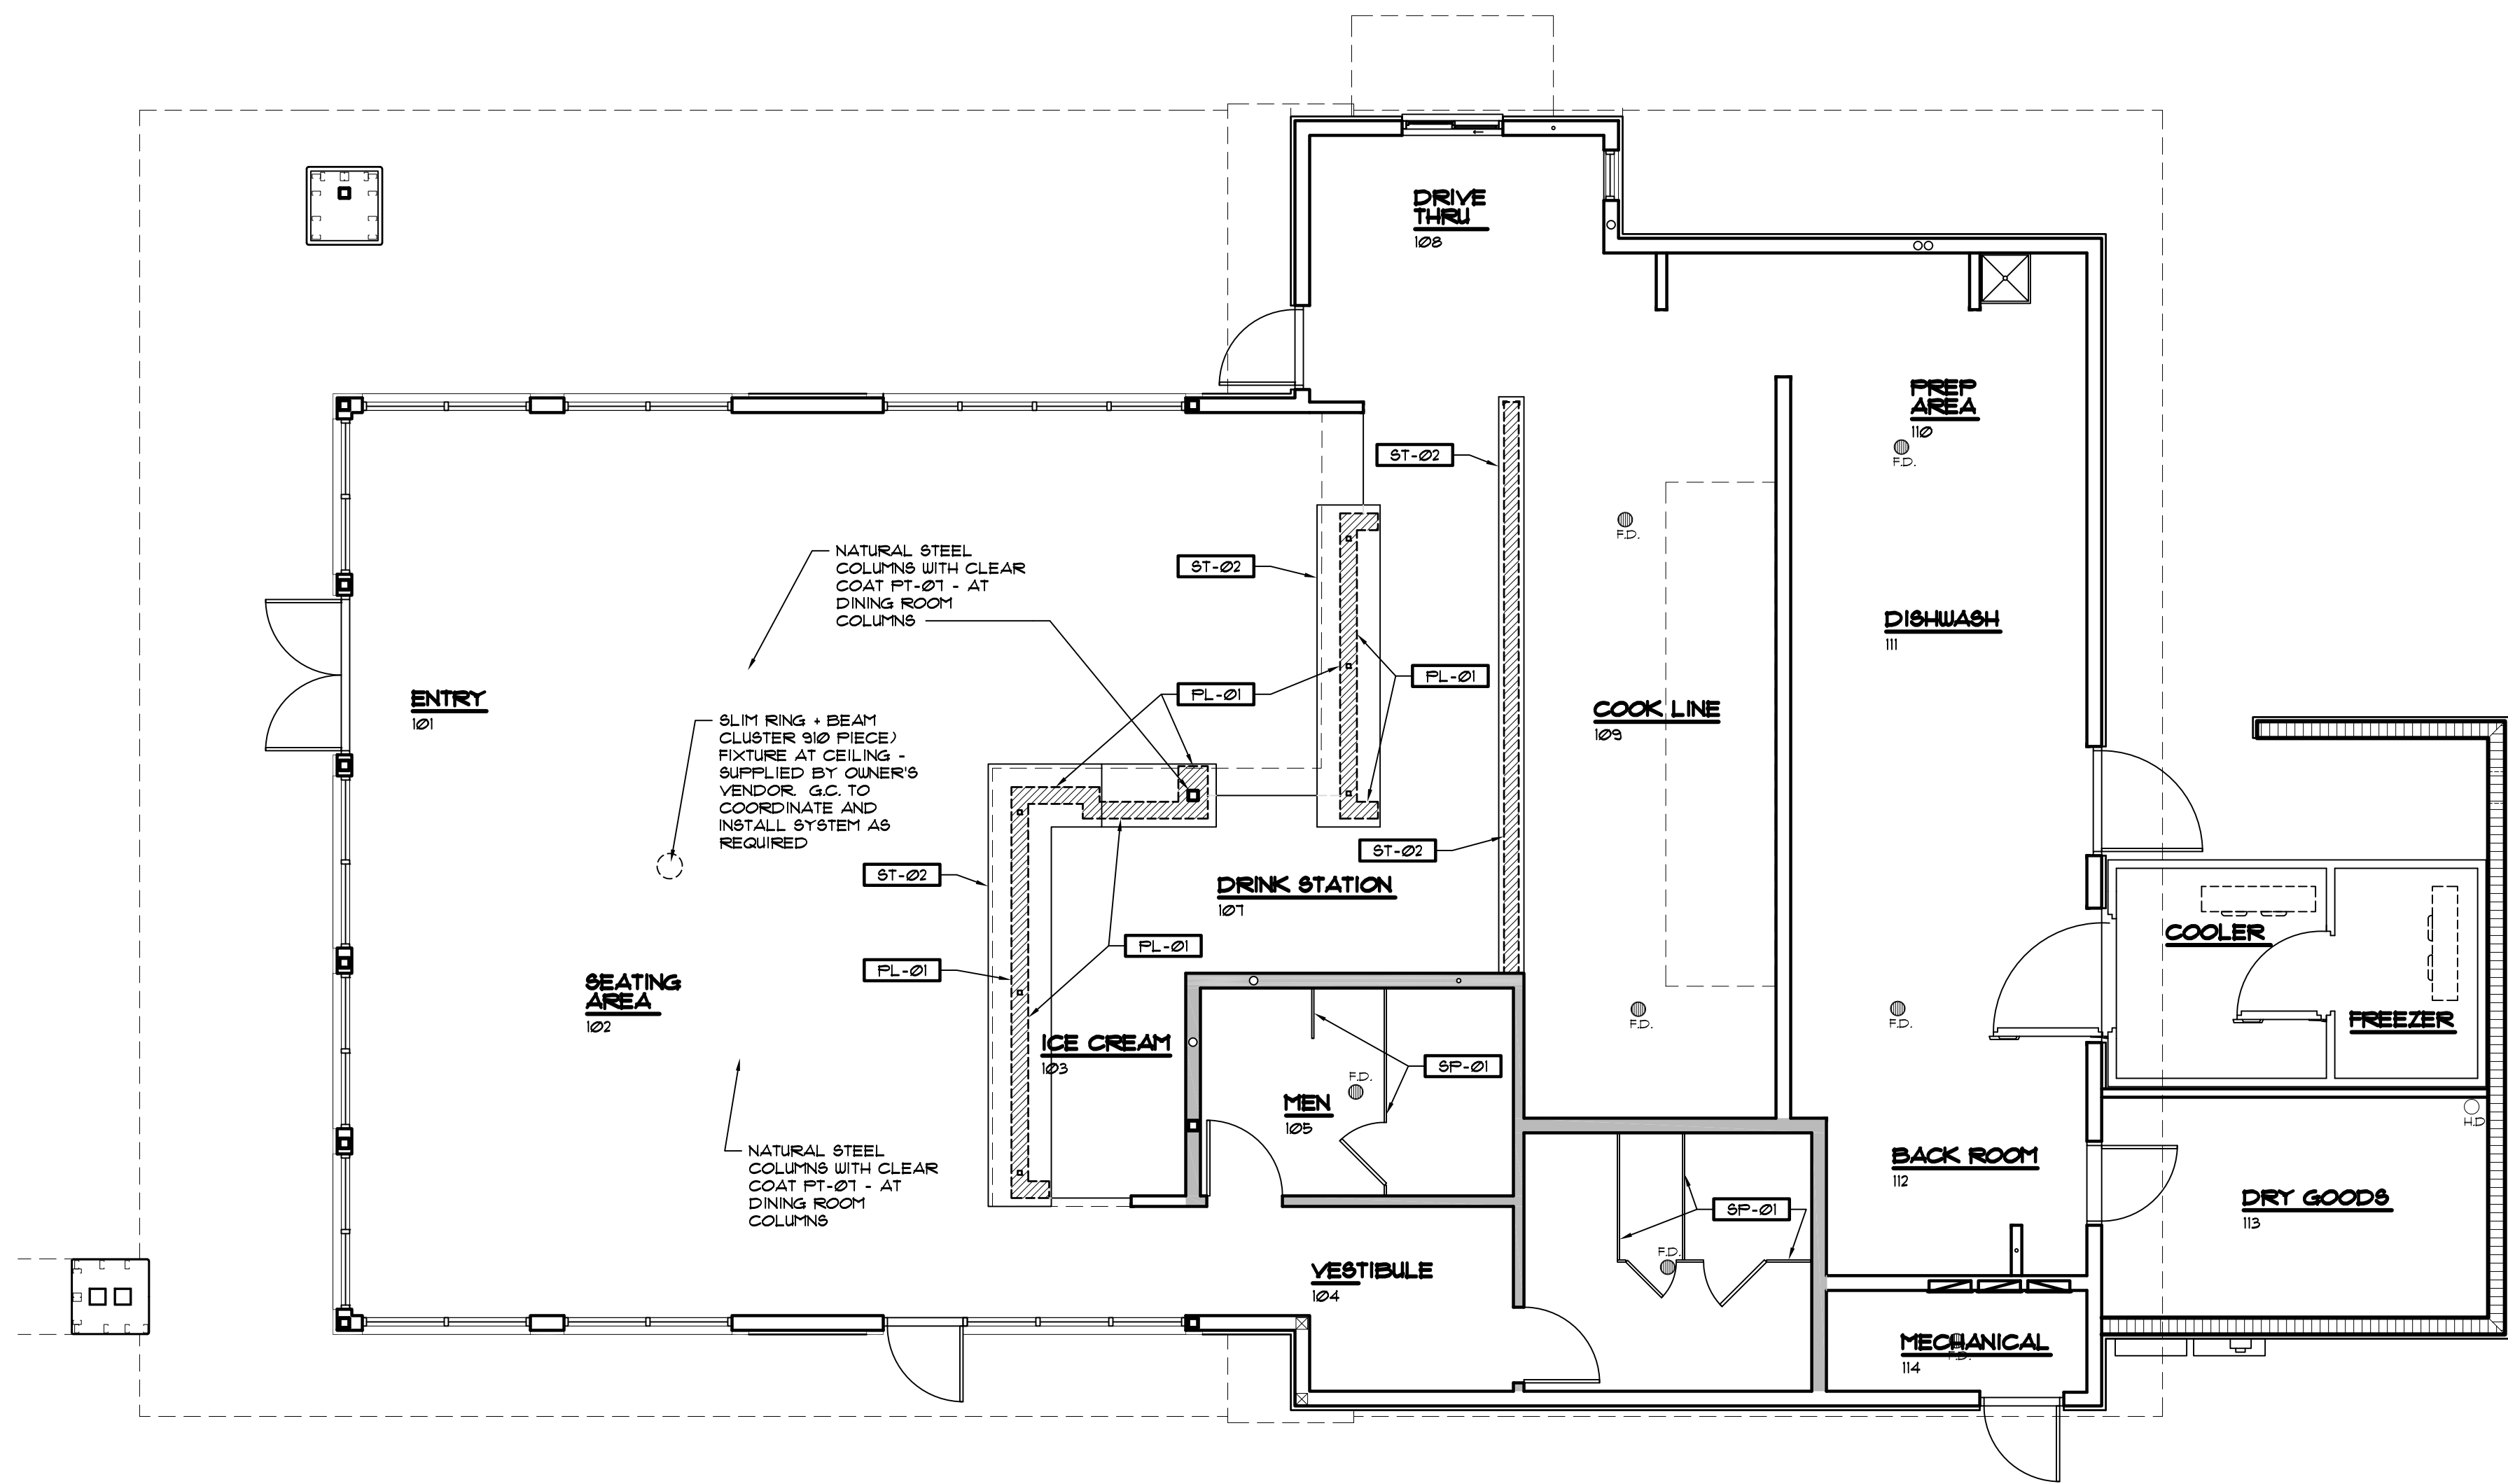 DRIVE
THRU
108
PREP
AREA
110
F.D.
ST-02
F.D.
NATURAL STEEL
COLUMNS WITH CLEAR
COAT PT-07 - AT
DINING ROOM
COLUMNS
ST-02
DISHWASH
111
PL-01
PL-01
ENTRY
101
COOK LINE
109
SLIM RING + BEAM
CLUSTER 910 PIECE)
FIXTURE AT CEILING -
SUPPLIED BY OWNER'S
VENDOR. G.C. TO
COORDINATE AND
INSTALL SYSTEM AS
REQUIRED
ST-02
ST-02
DRINK STATION
107
COOLER
PL-01
PL-01
SEATING
AREA
102
F.D.
F.D.
FREEZER
ICE CREAM
103
SP-01
F.D.
MEN
105
H.D
NATURAL STEEL
COLUMNS WITH CLEAR
COAT PT-07 - AT
DINING ROOM
COLUMNS
BACK ROOM
112
DRY GOODS
113
SP-01
F.D.
VESTIBULE
104
MECHANICAL
F.D.
114